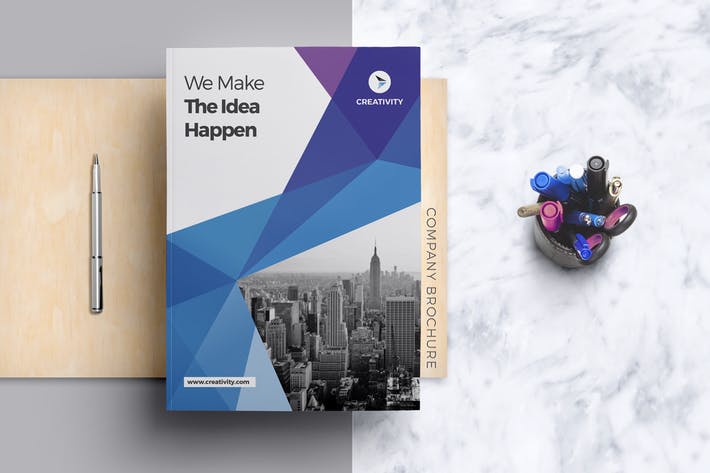 We Make
The Idea
Happen
CREATIVITY
COMPANY BROCHURE
www.creativity.com